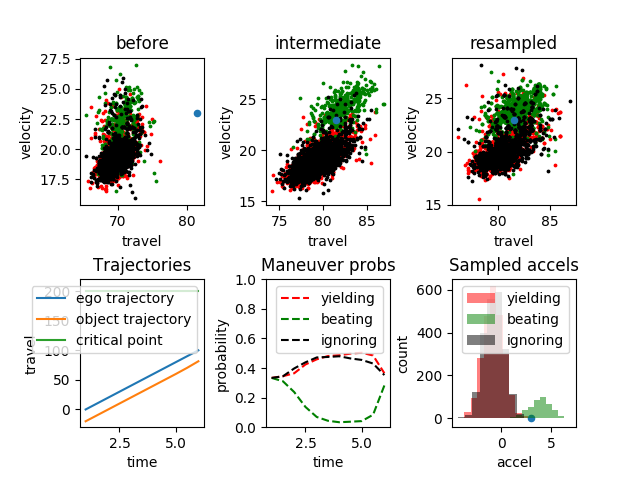 before
intermediate
resampled
27.5
25.0
22.5
20.0
17.5
velocity
70
80
travel
25
20
15
velocity
75
80
85
travel
25
20
15
velocity
80
85
travel
Trajectories
Maneuver probs
Sampled accels
200
150
100
50
0
travel
ego trajectory
object trajectory
critical point
2.5
5.0
time
1.0
0.8
0.6
0.4
0.2
0.0
probability
yielding
beating
ignoring
2.5
5.0
time
600
400
200
0
count
yielding
beating
ignoring
0
5
accel